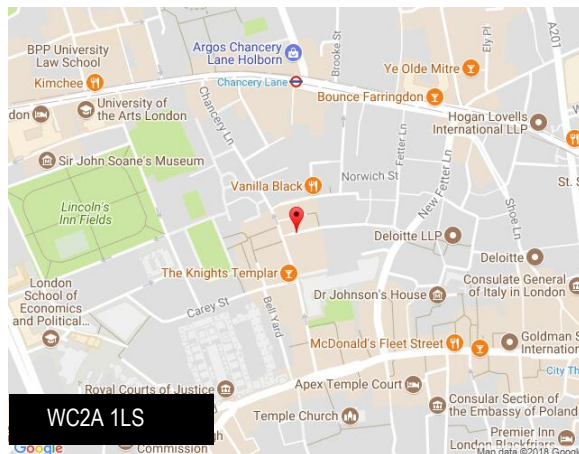 BPP University
Law School
Argos Chancery
Lane Holborn
Brooke St
Ely Pl
A201
Kimchee
Chancery Lane
Ye Olde Mitre
Bounce Farringdon
University of
the Arts London
Chancery Ln
Fetter Ln
Hogan Lovells
International LLP
Sir John Soane's Museum
Vanilla Black
Norwich St
New Fetter Ln
St. S
Shoe Ln
Lincoln's
Inn Fields
Deloitte LLP
Deloitte
The Knights Templar
London
School of
Economics
and Political...
Carey St
Bell Yard
Dr Johnson's House
Consulate General
of Italy in London
McDonald's Fleet Street
Goldman S
Internationa
City Th
Royal Courts of Justice
Apex Temple Court
Consular Section of
the Embassy of Poland
WC2A 1LS
Temple Church
Premier Inn
London Blackfriars
Commission
Google
Map data ©2018 Google